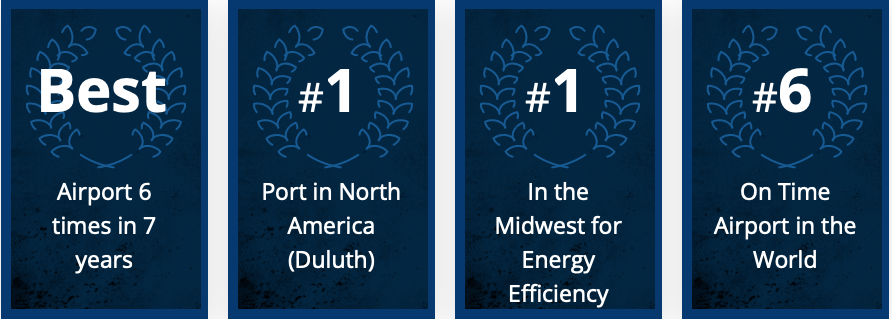 Best
Airport 6
times in 7
years
#1
Port in North
America
(Duluth)
#1
In the
Midwest for
Energy
Efficiency
#6
On Time
Airport in the
World